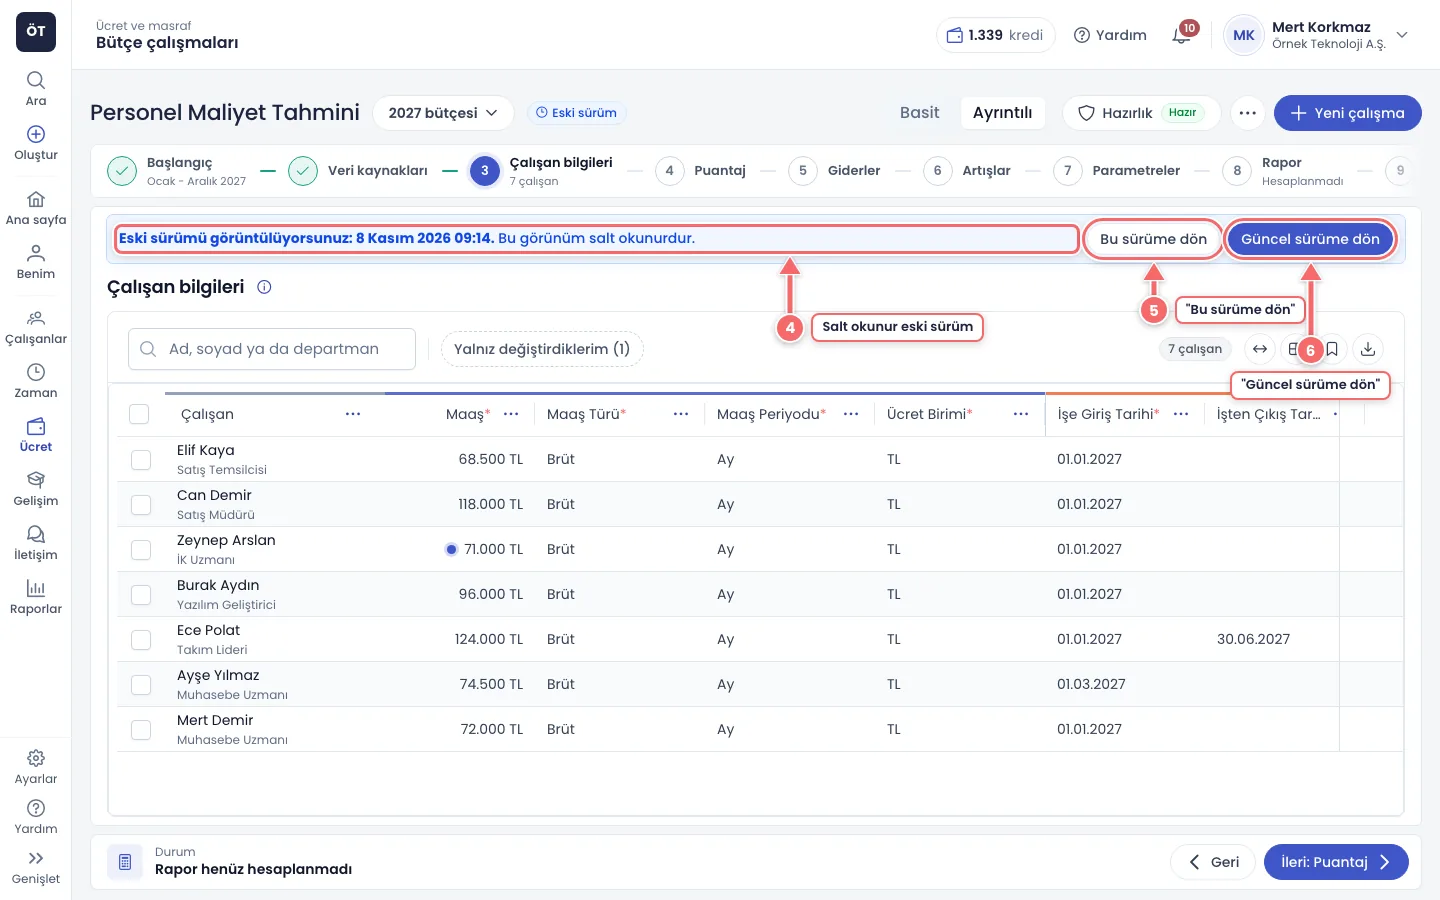 ÖT
Ara
Oluştur
Ana sayfa
Benim
Çalışanlar
Zaman
Ücret
Gelişim
İletişim
Raporlar
Ayarlar
Yardım
Genişlet
Ücret ve masraf
Bütçe çalışmaları
1.339 kredi
Yardım
10
MK
Mert Korkmaz
Örnek Teknoloji A.Ş.
Personel Maliyet Tahmini
2027 bütçesi
Eski sürüm
Basit
Ayrıntılı
Hazırlık Hazır
Yeni çalışma
Başlangıç
Ocak - Aralık 2027
Veri kaynakları
3
Çalışan bilgileri
7 çalışan
4 Puantaj
5 Giderler
6 Artışlar
7 Parametreler
8
Rapor
Hesaplanmadı
9
Eski sürümü görüntülüyorsunuz: 8 Kasım 2026 09:14. Bu görünüm salt okunurdur.
Bu sürüme dön
Güncel sürüme dön
Çalışan bilgileri
4 Salt okunur eski sürüm
5 "Bu sürüme dön"
6
"Güncel sürüme dön"
Ad, soyad ya da departman
Yalnız değiştirdiklerim (1)
7 çalışan
Çalışan Maaş* Maaş Türü* Maaş Periyodu* Ücret Birimi* İşe Giriş Tarihi* İşten Çıkış Tar...
Elif Kaya
Satış Temsilcisi
68.500 TL Brüt Ay TL 01.01.2027
Can Demir
Satış Müdürü
118.000 TL Brüt Ay TL 01.01.2027
Zeynep Arslan
İK Uzmanı
71.000 TL Brüt Ay TL 01.01.2027
Burak Aydın
Yazılım Geliştirici
96.000 TL Brüt Ay TL 01.01.2027
Ece Polat
Takım Lideri
124.000 TL Brüt Ay TL 01.01.2027 30.06.2027
Ayşe Yılmaz
Muhasebe Uzmanı
74.500 TL Brüt Ay TL 01.03.2027
Mert Demir
Muhasebe Uzmanı
72.000 TL Brüt Ay TL 01.01.2027
Durum
Rapor henüz hesaplanmadı
Geri
İleri: Puantaj